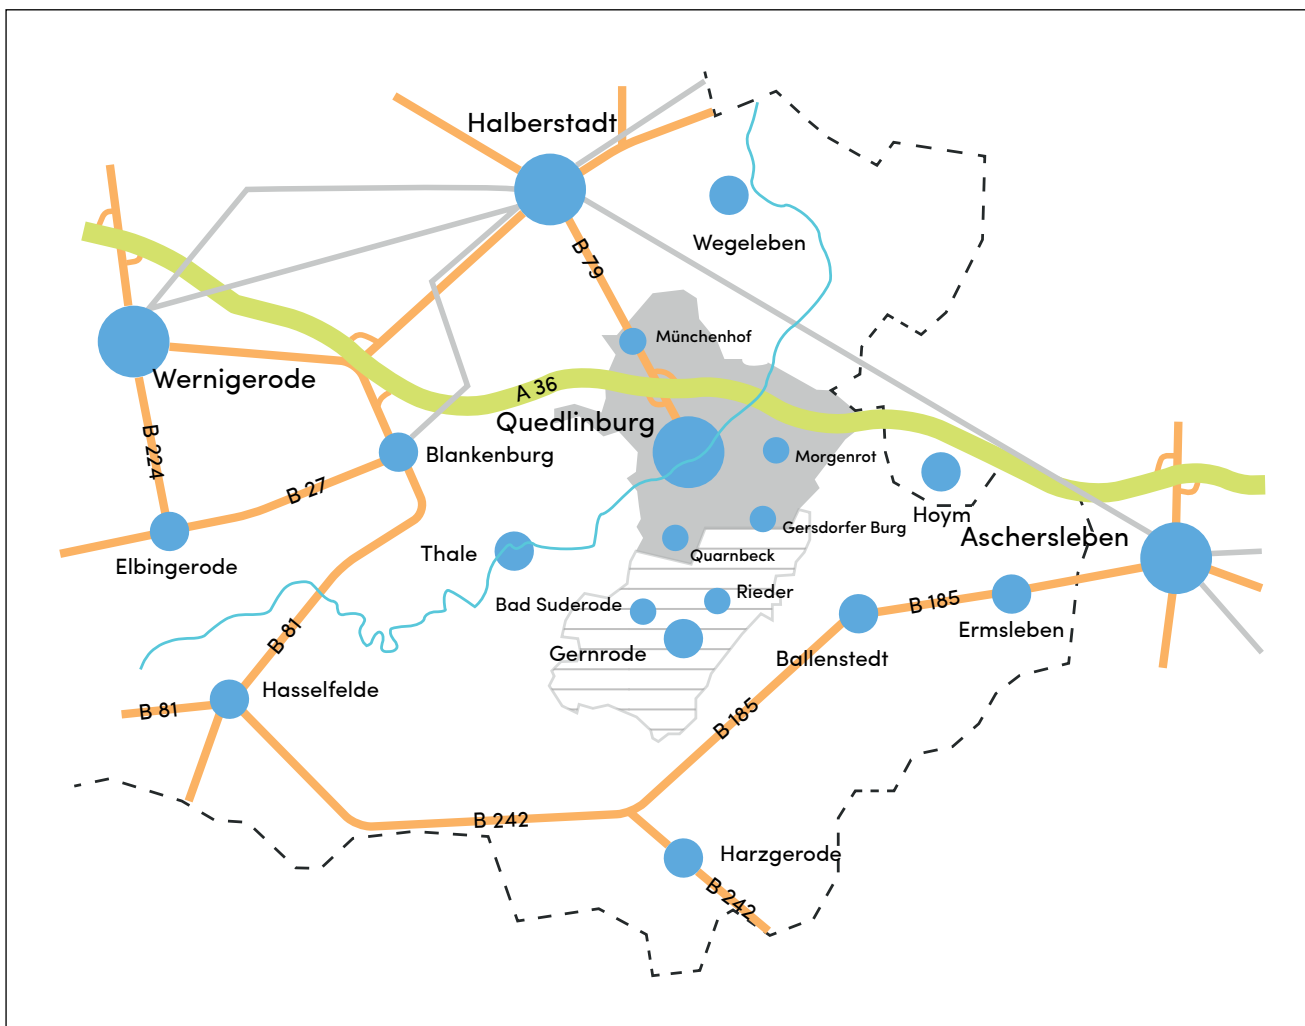 Halberstadt
Wegeleben
B 79
Münchenhof
Wernigerode
A 36
Quedlinburg
B 224
Blankenburg
Morgenrot
B 27
Hoym
Gersdorfer Burg
Aschersleben
Thale
Quarnbeck
Elbingerode
Rieder
Bad Suderode
B 185
Ermsleben
B 81
Gernrode
Ballenstedt
Hasselfelde
B 81
B 185
B 242
Harzgerode
B 242